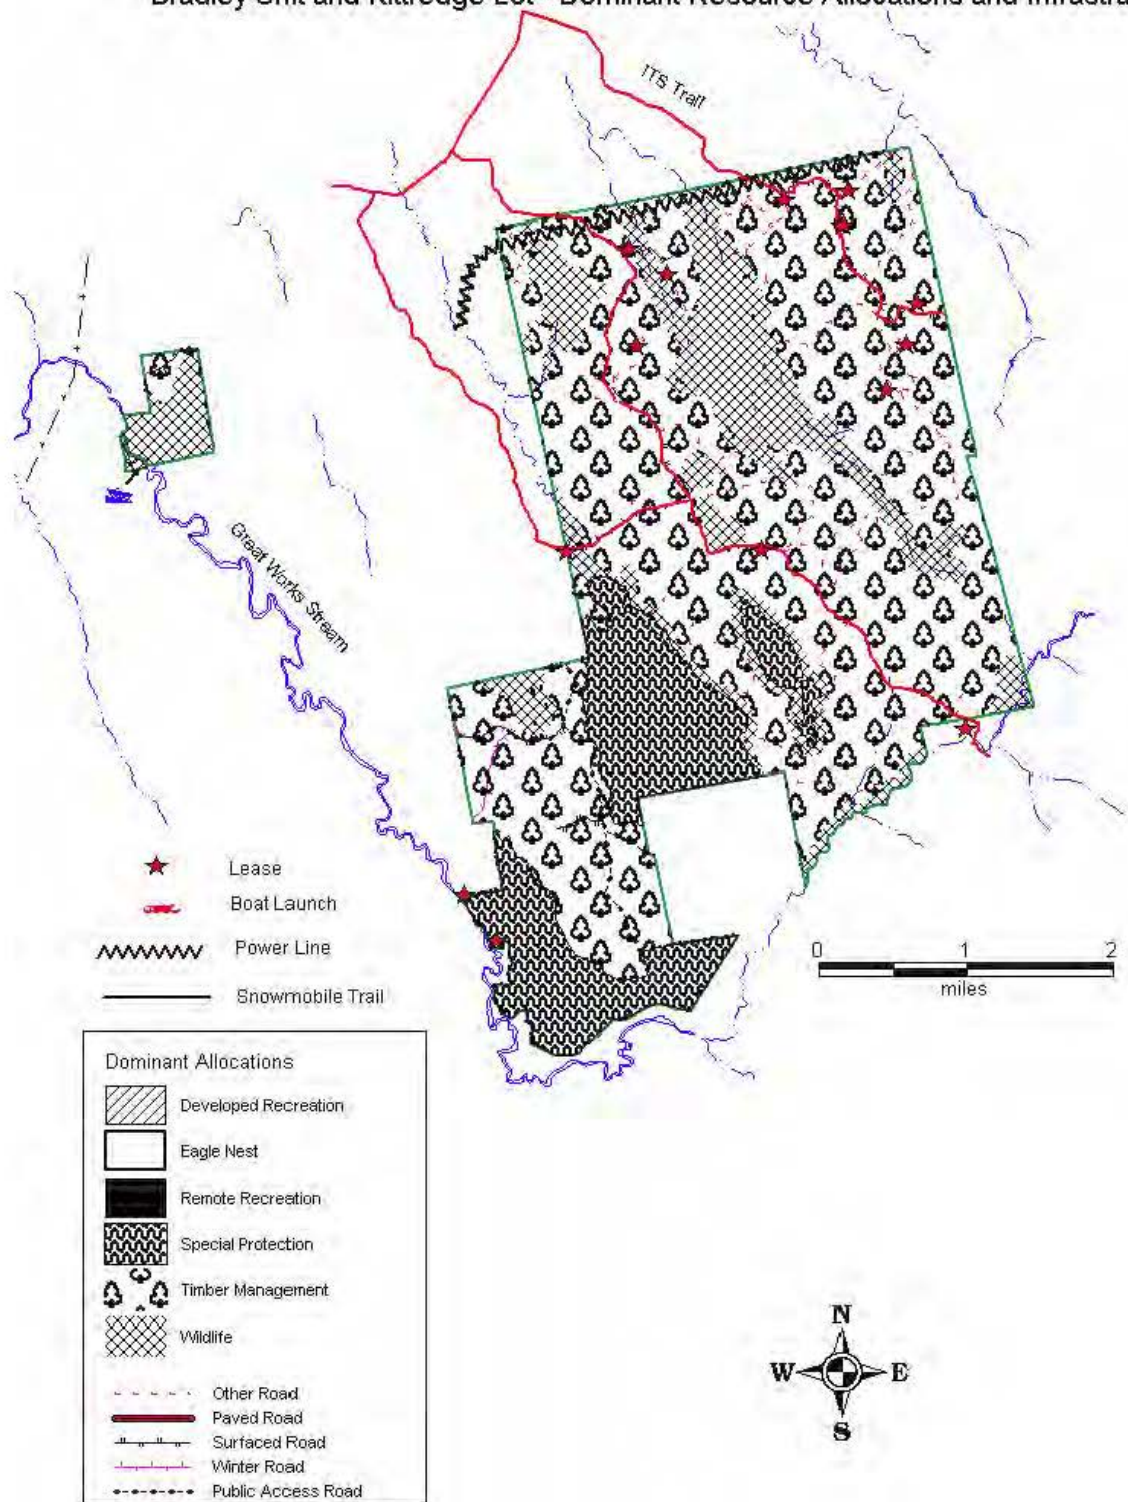 Bradley Unit and Kittredge Lot - Dominant Resource Allocations and Infrastru
ITS Trail
Great Works Stream
Lease
Boat Launch
Power Line
Snowmobile Trail
0 1 2
miles
Dominant Allocations
Developed Recreation
Eagle Nest
Remote Recreation
Special Protection
Timber Management
Wildlife
Other Road
Paved Road
Surfaced Road
Winter Road
Public Access Road
N
W E
S